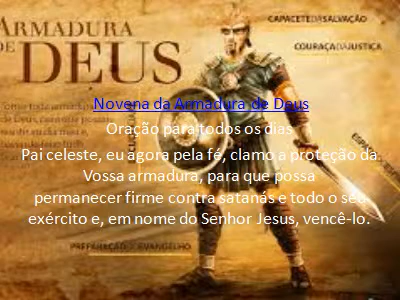 ARMADURA
DE DEUS
CAPACETE DA SALVAÇÃO
COURAÇA DA JUSTIÇA
Novena da Armadura de Deus
Oração para todos os dias
Pai celeste, eu agora pela fé, clamo a proteção da
Vossa armadura, para que possa
permanecer firme contra satanás e todo o seu
exército e, em nome do Senhor Jesus, vencê-lo.
PREPARAÇÃO DO EVANGELHO